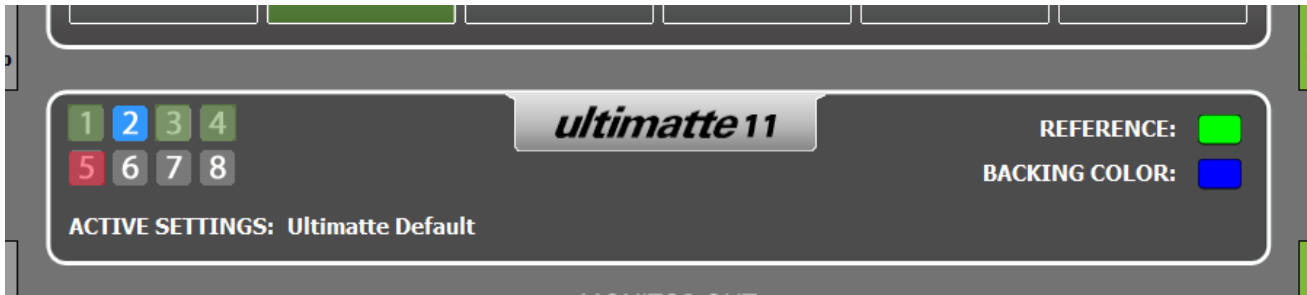 1 2 3 4
5 6 7 8
ultimatte 11
REFERENCE:
BACKING COLOR:
ACTIVE SETTINGS: Ultimatte Default